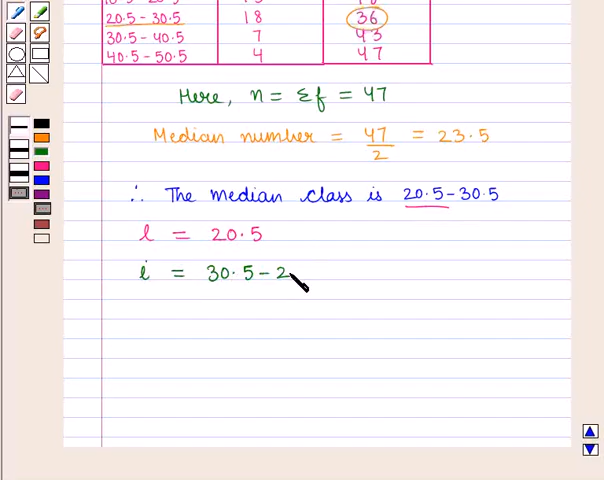 20.5-30.5 18 36
30.5-40.5 7 43
40.5-50.5 4 47
Here, n = Σf = 47
Median number = 47/2 = 23.5
∴ The median class is 20.5-30.5
l = 20.5
i = 30.5-2